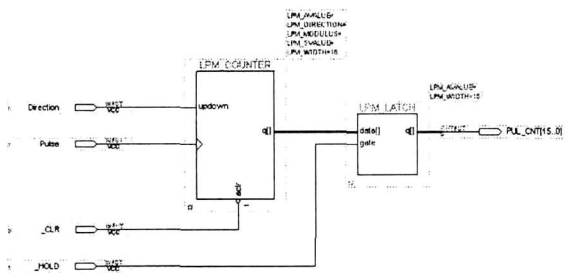 LPM_AVALUE=
LPM_DIRECTION=
LPM_MODULUS=
LPM_SVALUE=
LPM_WIDTH=16
LPM_COUNTER
LPM_AVALUE=
LPM_WIDTH=16
LPM_LATCH
Direction
INPUT
VCC
updown
q[]
data[]
q[]
OUTPUT
PUL_CNT[15..0]
Pulse
INPUT
VCC
gate
aclr
_CLR
INPUT
VCC
_HOLD
INPUT
VCC